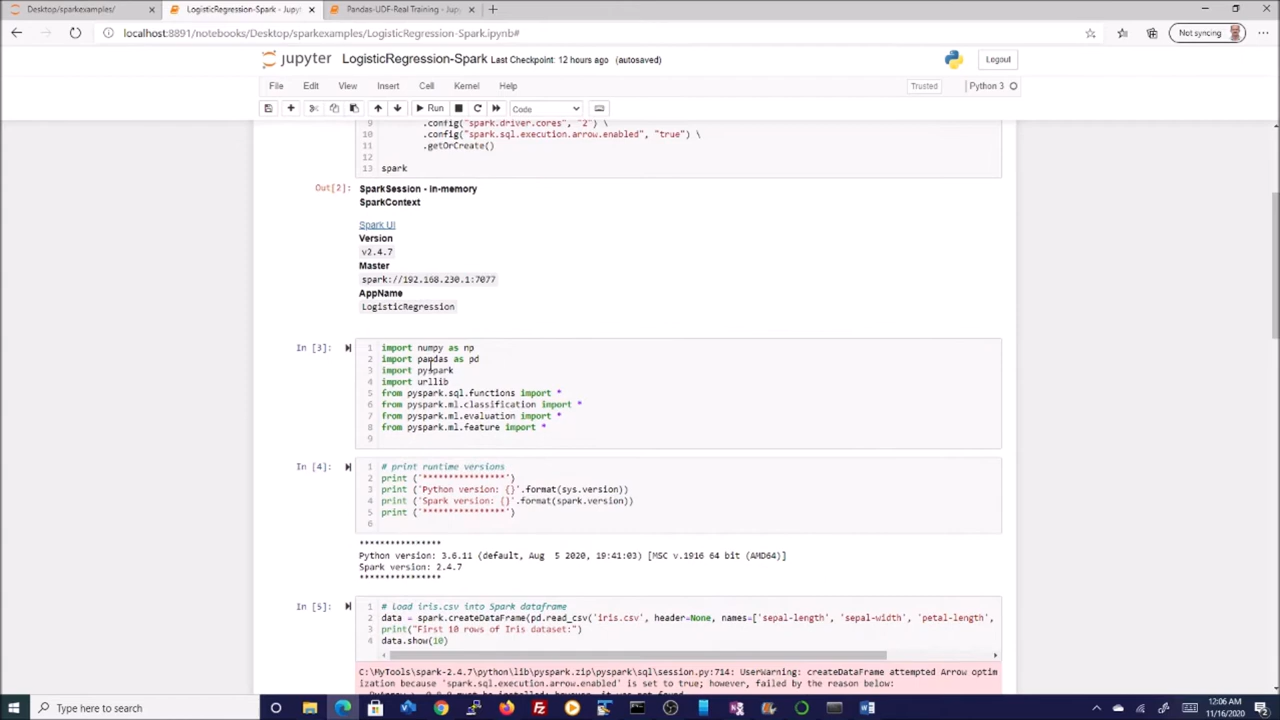 Desktop/sparkexamples/
LogisticRegression-Spark - Jupy
Pandas-UDF-Real Training - Jup
localhost:8891/notebooks/Desktop/sparkexamples/LogisticRegression-Spark.ipynb#
Not syncing
jupyter LogisticRegression-Spark Last Checkpoint: 12 hours ago (autosaved)
Logout
File Edit View Insert Cell Kernel Help
Trusted
Python 3
Run
Code
9 .config("spark.driver.cores", "2") \
10 .config("spark.sql.execution.arrow.enabled", "true") \
11 .getOrCreate()
12
13 spark
Out[2]: SparkSession - in-memory
SparkContext
Spark UI
Version
v2.4.7
Master
spark://192.168.230.1:7077
AppName
LogisticRegression
In [3]: 1 import numpy as np
2 import pandas as pd
3 import pyspark
4 import urllib
5 from pyspark.sql.functions import *
6 from pyspark.ml.classification import *
7 from pyspark.ml.evaluation import *
8 from pyspark.ml.feature import *
9
In [4]: 1 # print runtime versions
2 print ('****************')
3 print ('Python version: {}'.format(sys.version))
4 print ('Spark version: {}'.format(spark.version))
5 print ('****************')
6
****************
Python version: 3.6.11 (default, Aug 5 2020, 19:41:03) [MSC v.1916 64 bit (AMD64)]
Spark version: 2.4.7
****************
In [5]: 1 # load iris.csv into Spark dataframe
2 data = spark.createDataFrame(pd.read_csv('iris.csv', header=None, names=['sepal-length', 'sepal-width', 'petal-length',
3 print("First 10 rows of Iris dataset:")
4 data.show(10)
C:\MyTools\spark-2.4.7\python\lib\pyspark.zip\pyspark\sql\session.py:714: UserWarning: createDataFrame attempted Arrow optim
ization because 'spark.sql.execution.arrow.enabled' is set to true; however, failed by the reason below:
Type here to search
12:06 AM
11/16/2020